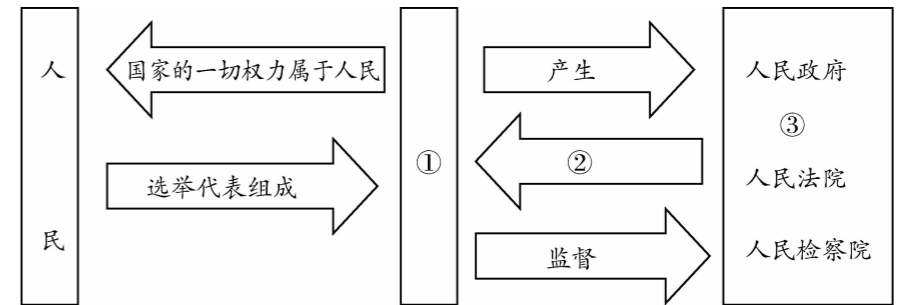 人民
国家的一切权力属于人民
选举代表组成
①
产生
②
监督
人民政府
③
人民法院
人民检察院